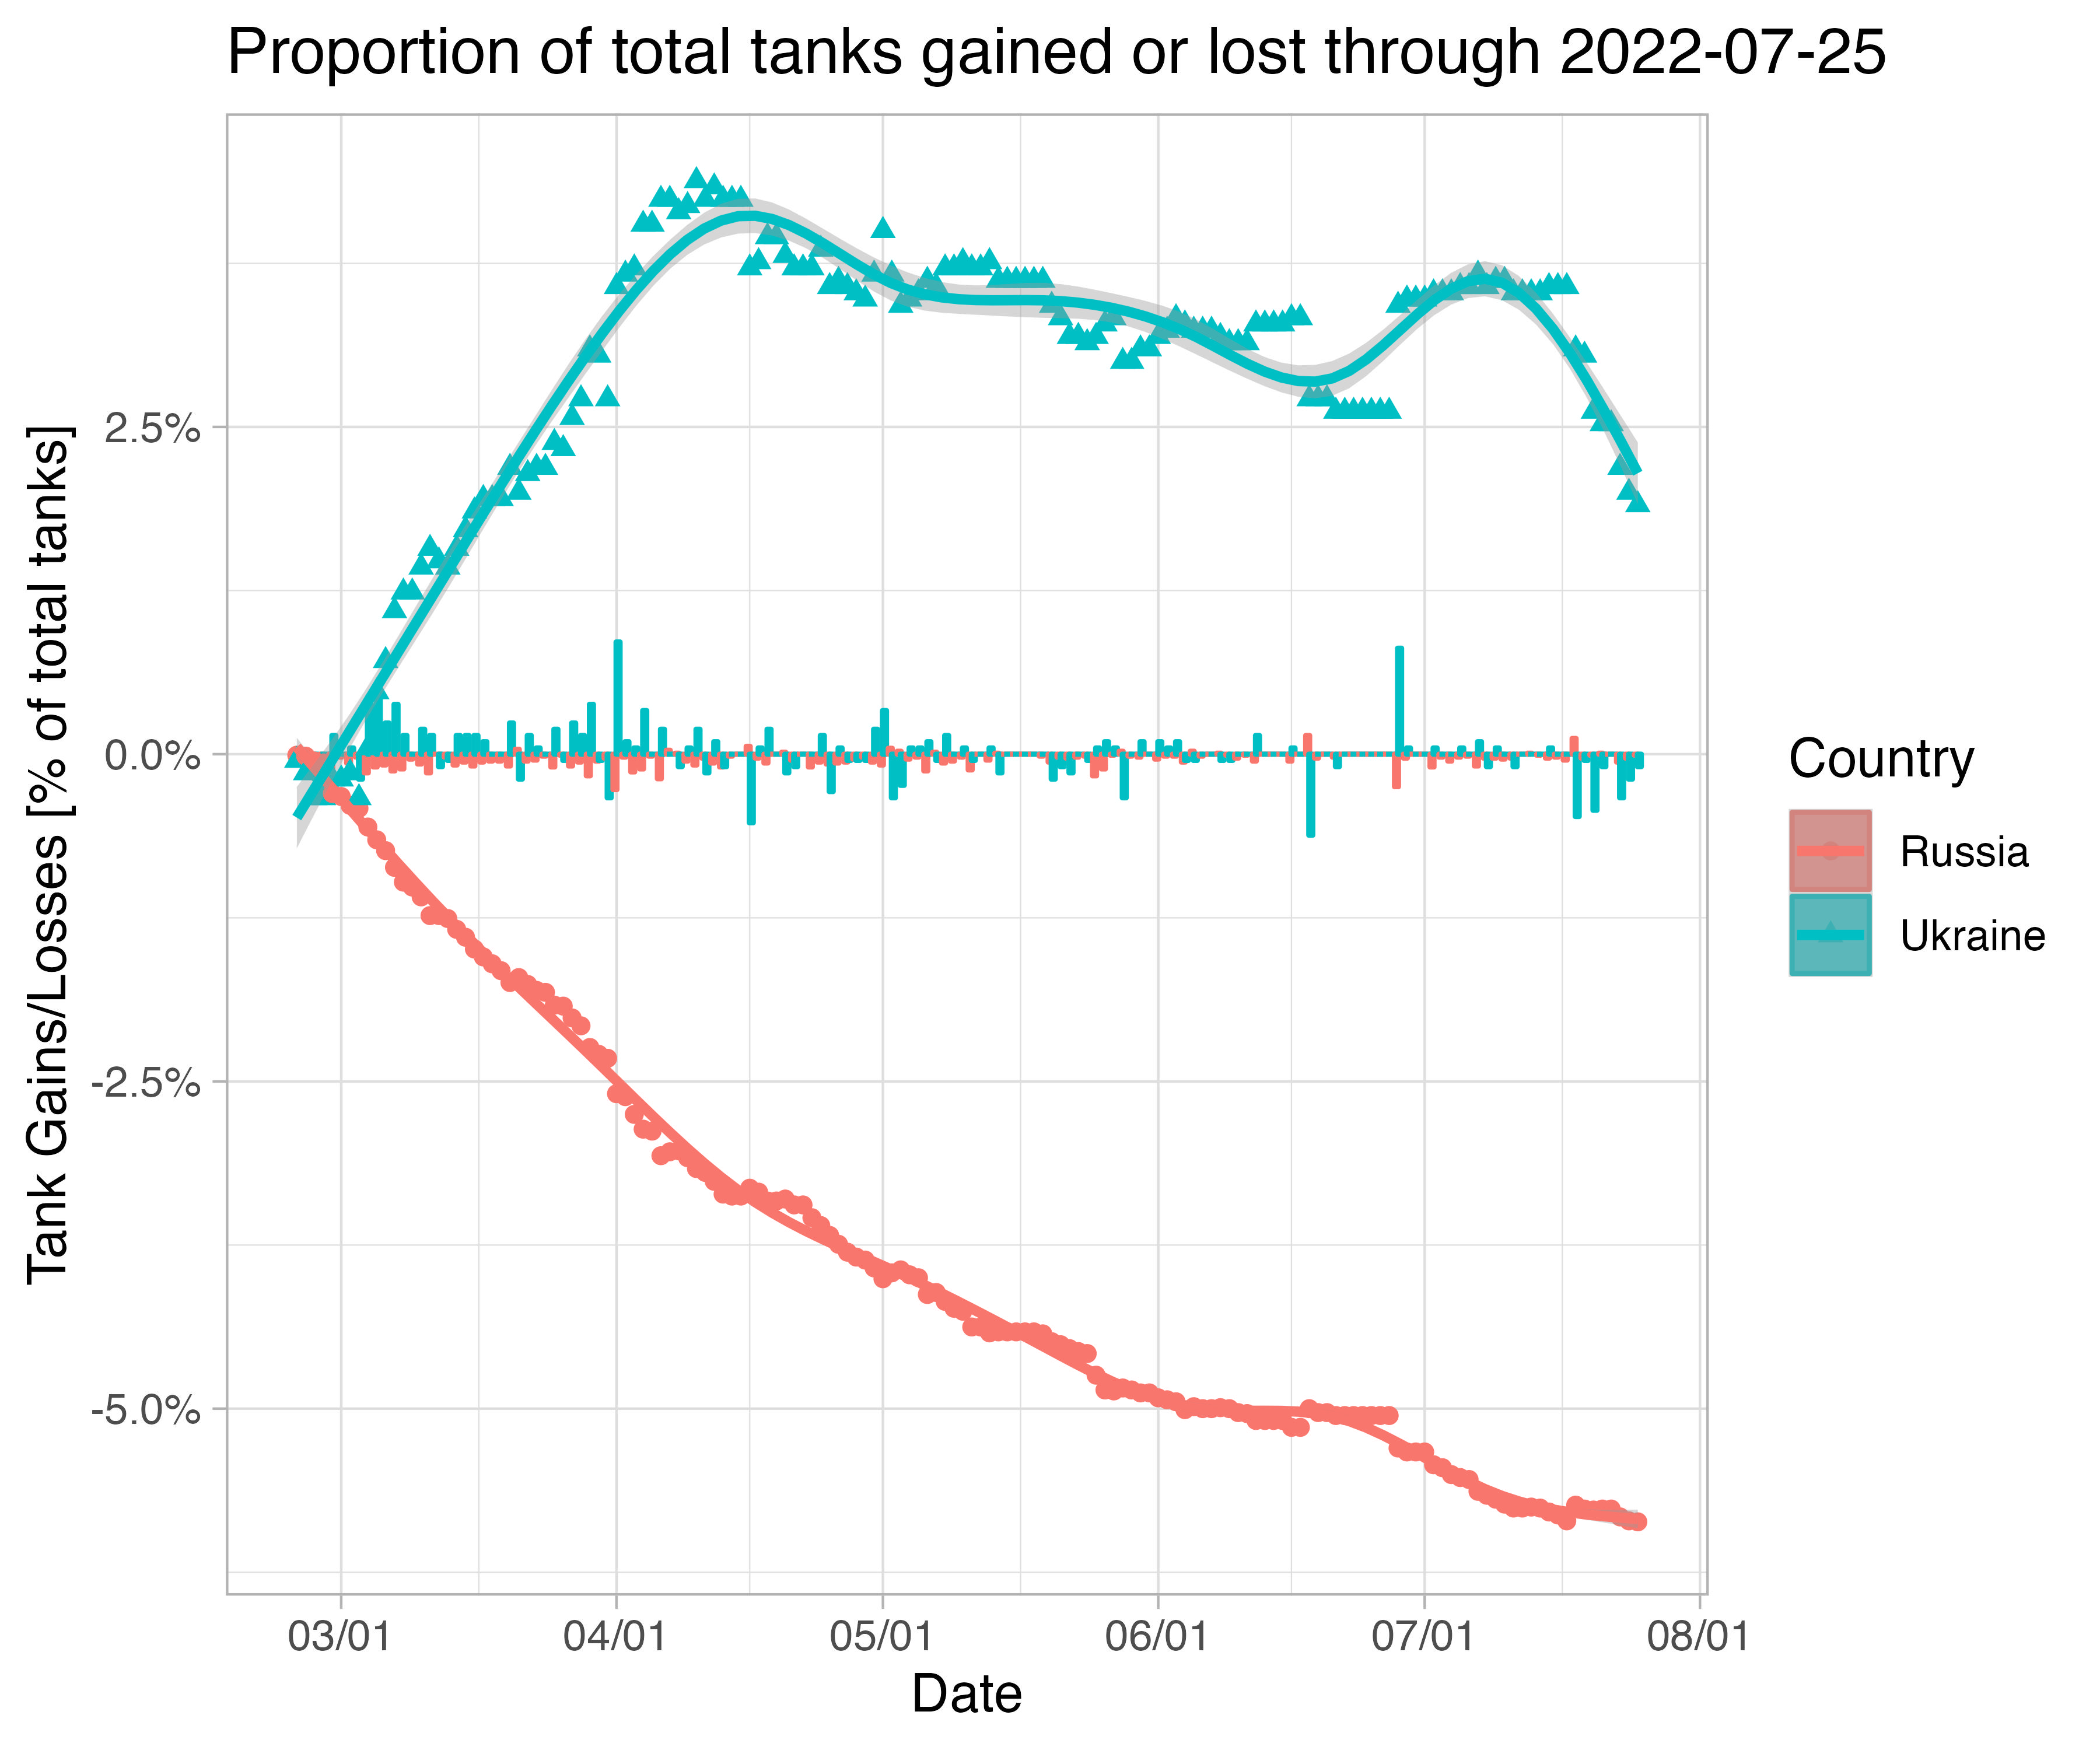 Proportion of total tanks gained or lost through 2022-07-25
Tank Gains/Losses [% of total tanks]
2.5%
0.0%
-2.5%
-5.0%
03/01
04/01
05/01
06/01
07/01
08/01
Date
Country
Russia
Ukraine